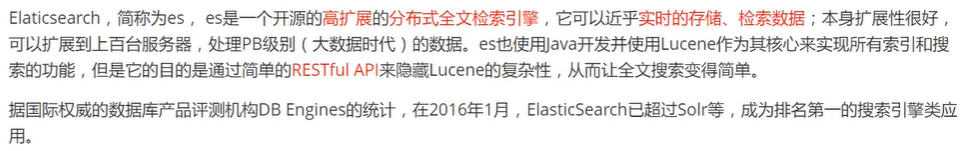 Elaticsearch，简称为es， es是一个开源的高扩展的分布式全文检索引擎，它可以近乎实时的存储、检索数据；本身扩展性很好，
可以扩展到上百台服务器，处理PB级别（大数据时代）的数据。es也使用Java开发并使用Lucene作为其核心来实现所有索引和搜
索的功能，但是它的目的是通过简单的RESTful API来隐藏Lucene的复杂性，从而让全文搜索变得简单。
据国际权威的数据库产品评测机构DB Engines的统计，在2016年1月，ElasticSearch已超过Solr等，成为排名第一的搜索引擎类应
用。